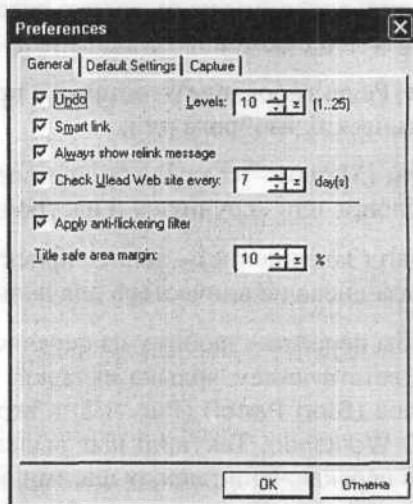 Preferences
General Default Settings Capture
Undo Levels: 10 (1..25)
Smart link
Always show relink message
Check Ulead Web site every: 7 day(s)
Apply anti-flickering filter
Title safe area margin: 10 %
OK Отмена